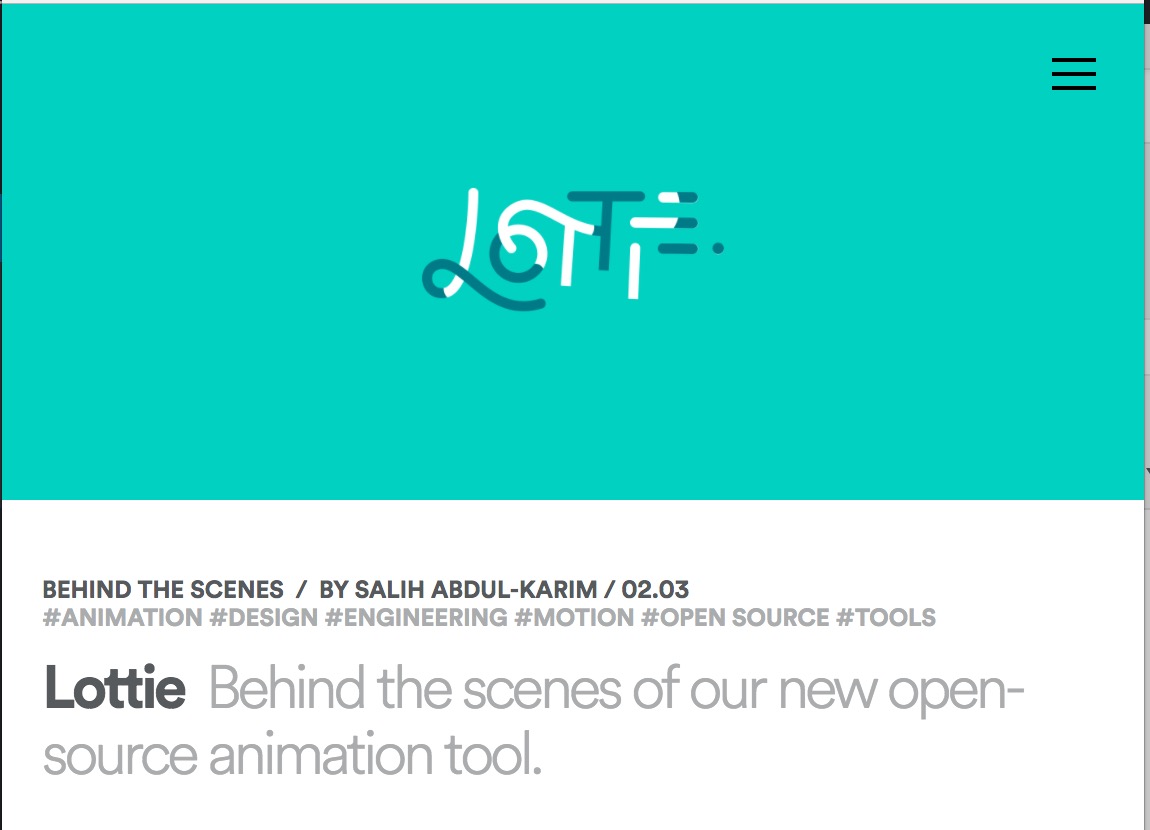 LOTTIE.
BEHIND THE SCENES / BY SALIH ABDUL-KARIM / 02.03
#ANIMATION #DESIGN #ENGINEERING #MOTION #OPEN SOURCE #TOOLS
Lottie Behind the scenes of our new open-
source animation tool.